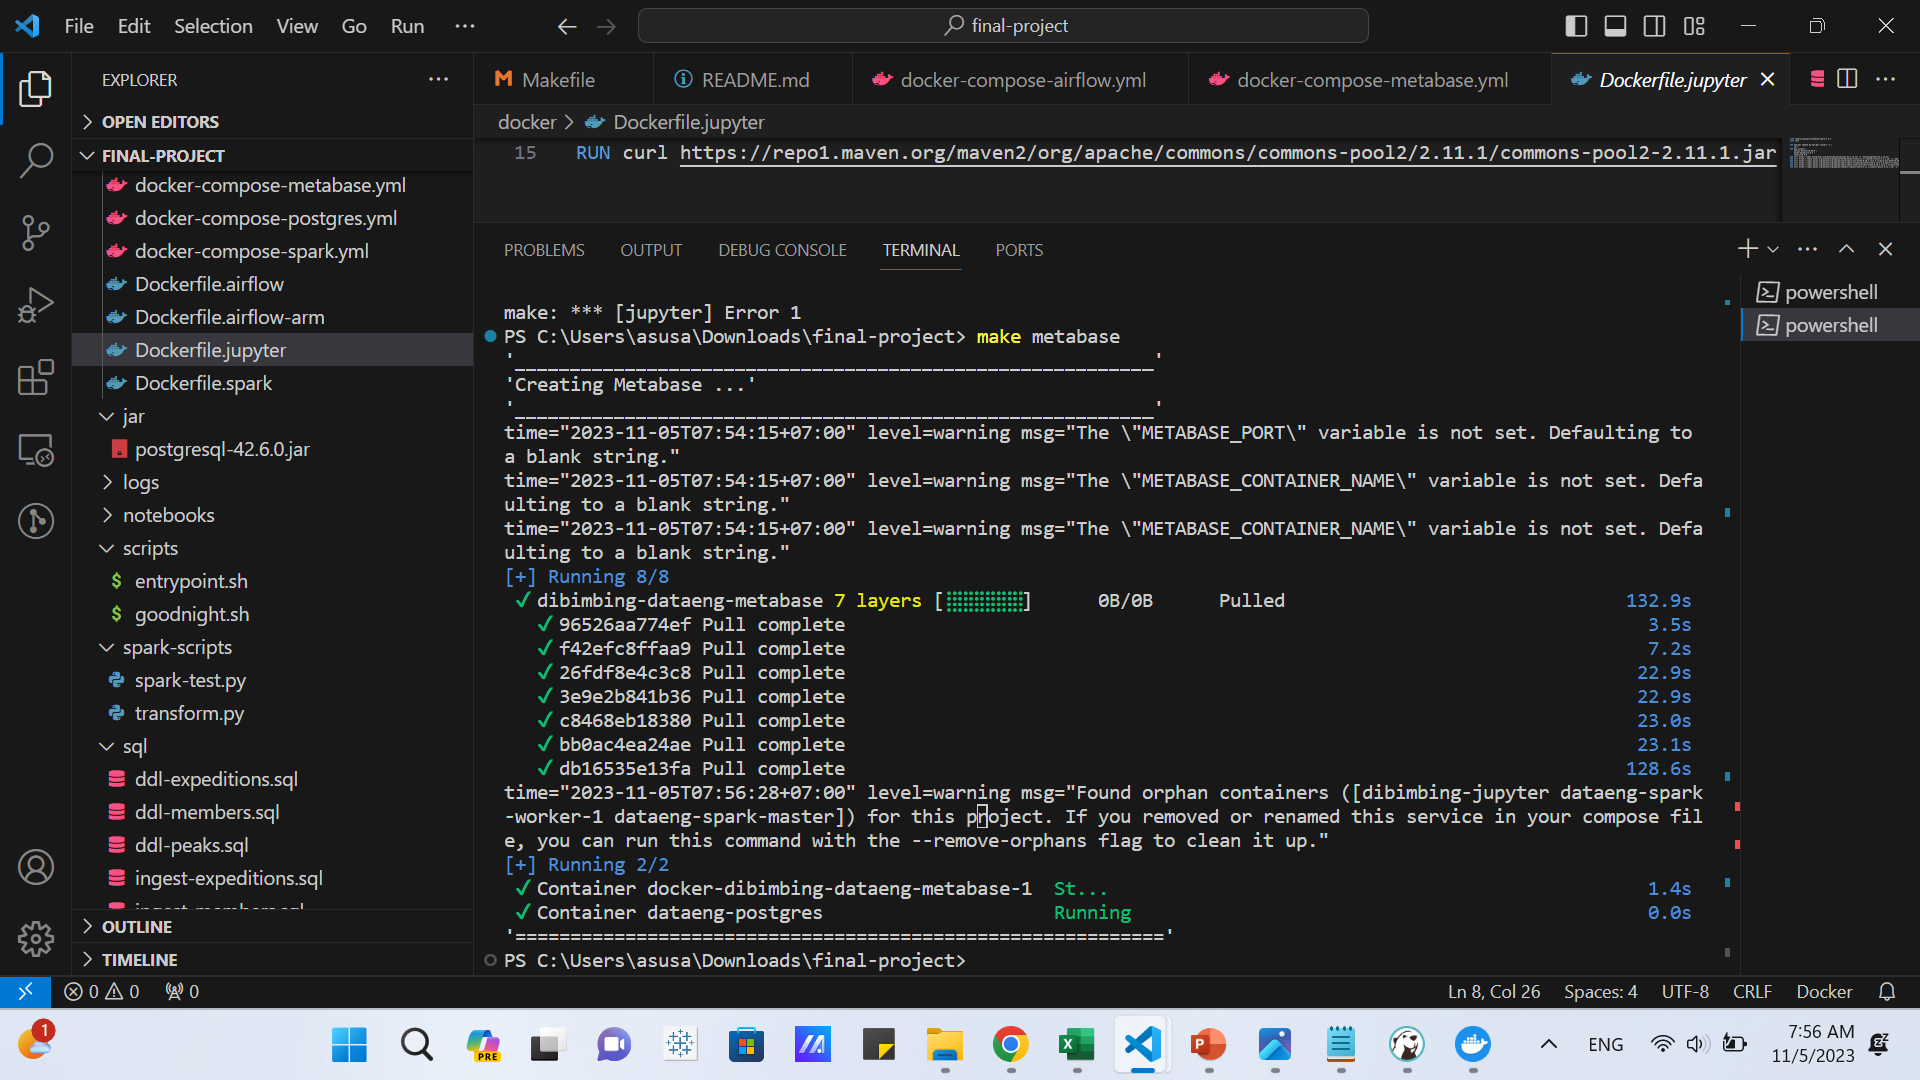 File Edit Selection View Go Run ···
final-project
EXPLORER
OPEN EDITORS
FINAL-PROJECT
docker-compose-metabase.yml
docker-compose-postgres.yml
docker-compose-spark.yml
Dockerfile.airflow
Dockerfile.airflow-arm
Dockerfile.jupyter
Dockerfile.spark
jar
postgresql-42.6.0.jar
logs
notebooks
scripts
$ entrypoint.sh
$ goodnight.sh
spark-scripts
spark-test.py
transform.py
sql
ddl-expeditions.sql
ddl-members.sql
ddl-peaks.sql
ingest-expeditions.sql
OUTLINE
TIMELINE
Makefile README.md docker-compose-airflow.yml docker-compose-metabase.yml Dockerfile.jupyter
docker > Dockerfile.jupyter
15 RUN curl https://repo1.maven.org/maven2/org/apache/commons/commons-pool2/2.11.1/commons-pool2-2.11.1.jar
PROBLEMS OUTPUT DEBUG CONSOLE TERMINAL PORTS
powershell
powershell
make: *** [jupyter] Error 1
PS C:\Users\asusa\Downloads\final-project> make metabase
'__________________________________________________________'
'Creating Metabase ...'
'__________________________________________________________'
time="2023-11-05T07:54:15+07:00" level=warning msg="The \"METABASE_PORT\" variable is not set. Defaulting to
a blank string."
time="2023-11-05T07:54:15+07:00" level=warning msg="The \"METABASE_CONTAINER_NAME\" variable is not set. Defa
ulting to a blank string."
time="2023-11-05T07:54:15+07:00" level=warning msg="The \"METABASE_CONTAINER_NAME\" variable is not set. Defa
ulting to a blank string."
[+] Running 8/8
✓ dibimbing-dataeng-metabase 7 layers [⣿⣿⣿⣿⣿⣿⣿] 0B/0B Pulled 132.9s
✓ 96526aa774ef Pull complete 3.5s
✓ f42efc8ffaa9 Pull complete 7.2s
✓ 26fdf8e4c3c8 Pull complete 22.9s
✓ 3e9e2b841b36 Pull complete 22.9s
✓ c8468eb18380 Pull complete 23.0s
✓ bb0ac4ea24ae Pull complete 23.1s
✓ db16535e13fa Pull complete 128.6s
time="2023-11-05T07:56:28+07:00" level=warning msg="Found orphan containers ([dibimbing-jupyter dataeng-spark
-worker-1 dataeng-spark-master]) for this project. If you removed or renamed this service in your compose fil
e, you can run this command with the --remove-orphans flag to clean it up."
[+] Running 2/2
✓ Container docker-dibimbing-dataeng-metabase-1 St... 1.4s
✓ Container dataeng-postgres Running 0.0s
'==========================================================='
PS C:\Users\asusa\Downloads\final-project>
0 0 0
Ln 8, Col 26 Spaces: 4 UTF-8 CRLF Docker
1
PRE
ENG
7:56 AM
11/5/2023